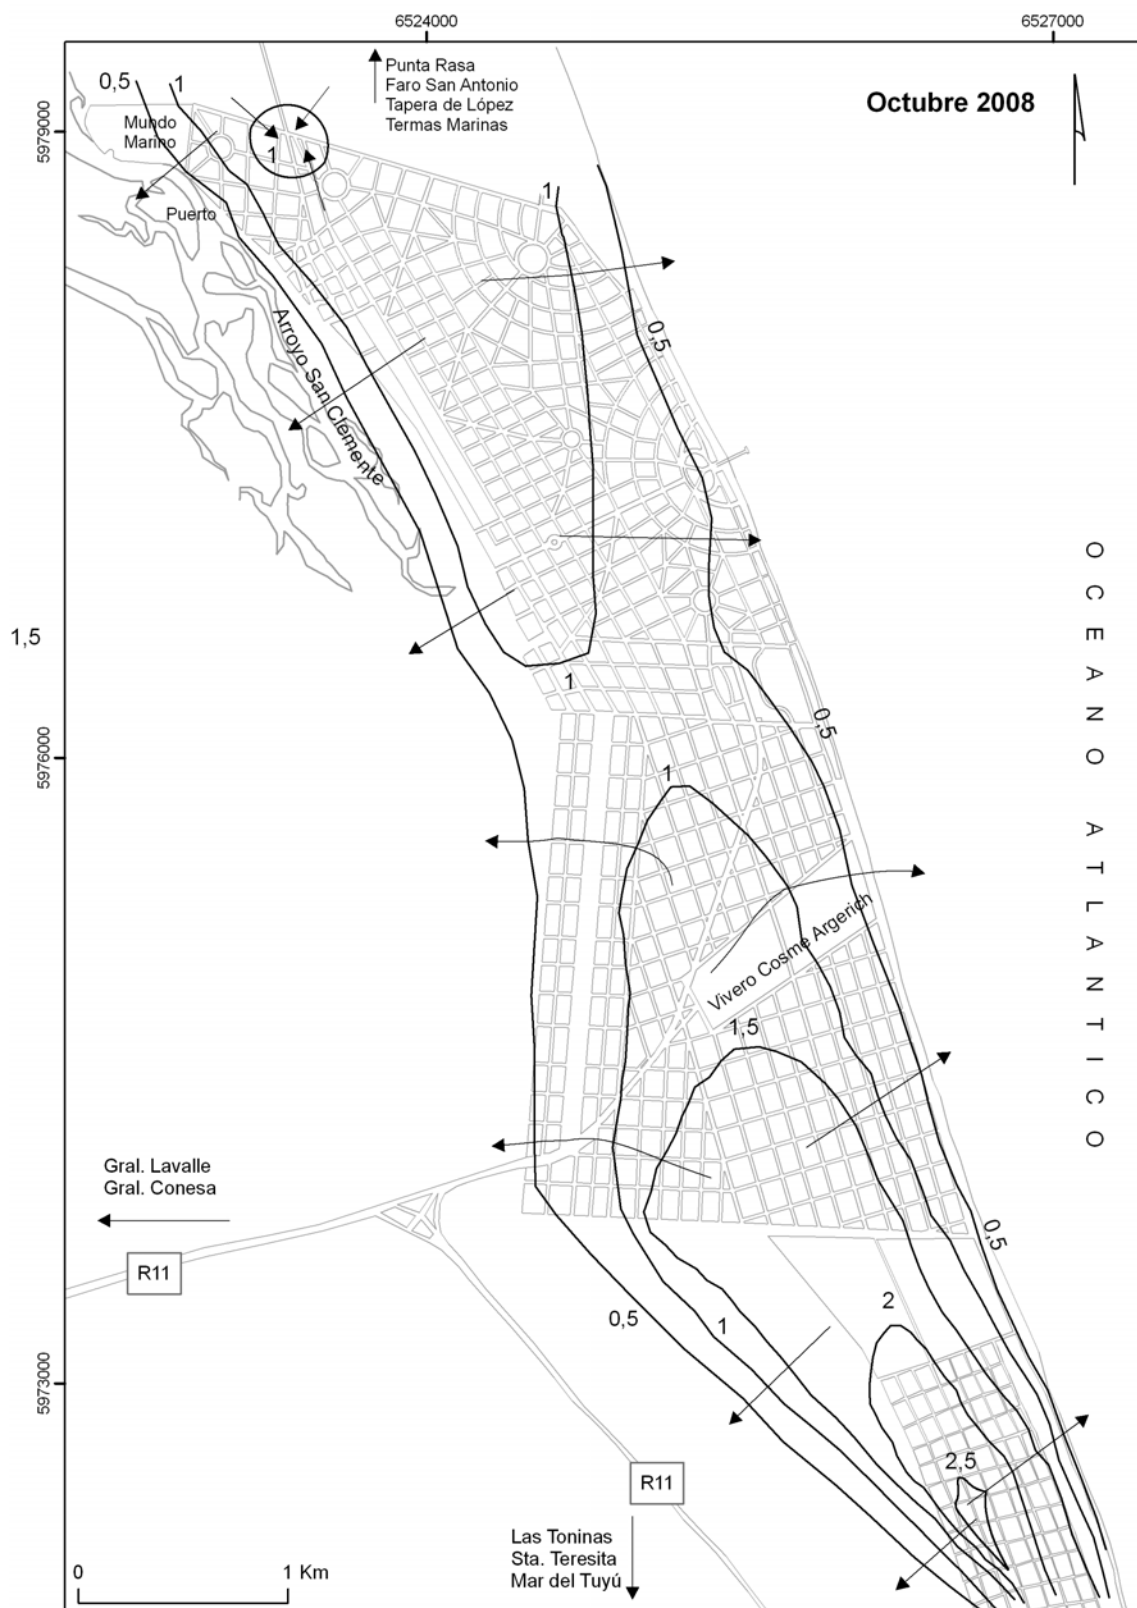 6524000
6527000
Octubre 2008
Punta Rasa
Faro San Antonio
Tapera de López
Termas Marinas
0,5
1
Mundo
Marino
1
5979000
Puerto
1
0,5
Arroyo San Clemente
1,5
1
0,5
5976000
1
OCEANO ATLANTICO
Vivero Cosme Argerich
1,5
Gral. Lavalle
Gral. Conesa
R11
0,5
2
0,5
1
5973000
2,5
R11
Las Toninas
Sta. Teresita
Mar del Tuyú
0
1 Km